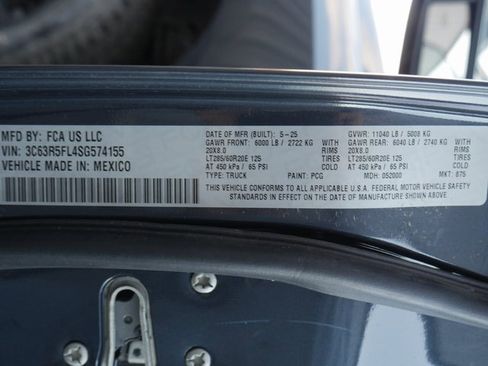 MFD BY: FCA US LLC
VIN: 3C63R5FL4SG574155
VEHICLE MADE IN: MEXICO
DATE OF MFR (BUILT): 5-25 GVWR: 11040 LB / 5008 KG
GAWR FRONT: 6000 LB / 2722 KG WITH GAWR REAR: 6040 LB / 2740 KG WITH
20X8.0 RIMS 20X8.0 RIMS
LT285/60R20E 125 TIRES LT285/60R20E 125 TIRES
AT 450 kPa / 65 PSI COLD AT 450 kPa / 65 PSI COLD
TYPE: TRUCK PAINT: PCG MDH: 052000 MKT: 875
THIS VEHICLE CONFORMS TO ALL APPLICABLE U.S.A. FEDERAL MOTOR VEHICLE SAFETY
STANDARDS IN EFFECT ON THE DATE OF MANUFACTURE SHOWN ABOVE